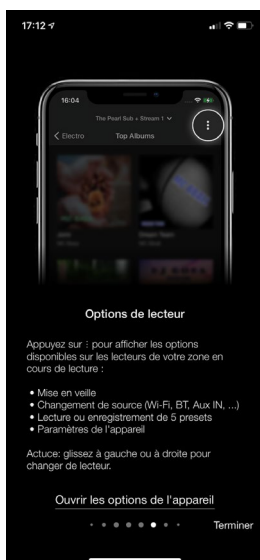 17:12
16:04
The Pearl Sub + Stream 1
Electro
Top Albums
Options de lecteur
Appuyez sur ⋮ pour afficher les options
disponibles sur les lecteurs de votre zone en
cours de lecture :
• Mise en veille
• Changement de source (Wi-Fi, BT, Aux IN, ...)
• Lecture ou enregistrement de 5 presets
• Paramètres de l'appareil
Actuce: glissez à gauche ou à droite pour
changer de lecteur.
Ouvrir les options de l'appareil
Terminer